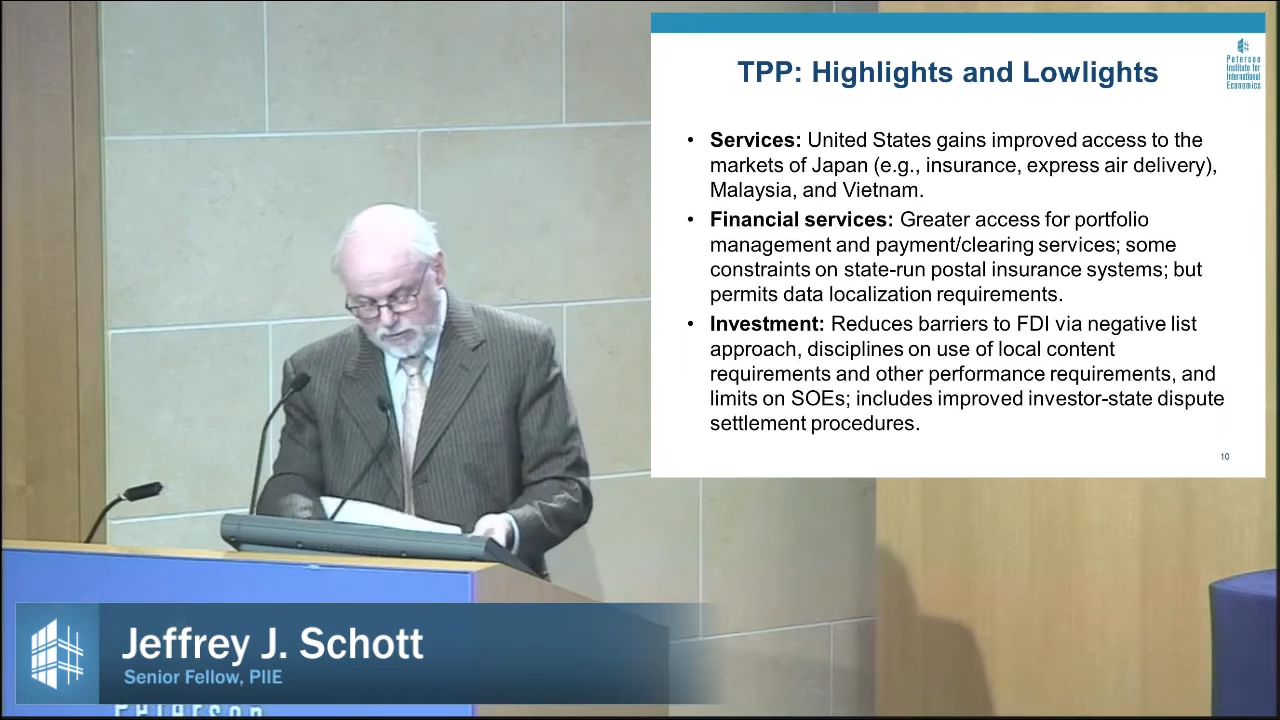 TPP: Highlights and Lowlights
Peterson
Institute for
International
Economics
• Services: United States gains improved access to the
markets of Japan (e.g., insurance, express air delivery),
Malaysia, and Vietnam.
• Financial services: Greater access for portfolio
management and payment/clearing services; some
constraints on state-run postal insurance systems; but
permits data localization requirements.
• Investment: Reduces barriers to FDI via negative list
approach, disciplines on use of local content
requirements and other performance requirements, and
limits on SOEs; includes improved investor-state dispute
settlement procedures.
10
Jeffrey J. Schott
Senior Fellow, PIIE
Peterson